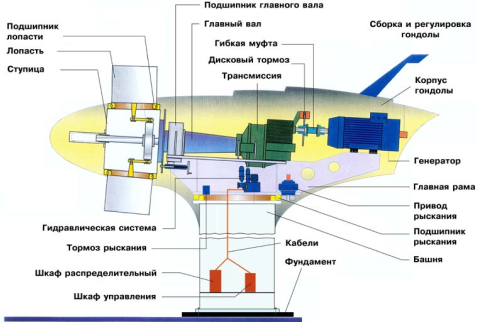 Подшипник главного вала
Подшипник
лопасти
Главный вал
Сборка и регулировка
гондолы
Лопасть
Гибкая муфта
Дисковый тормоз
Ступица
Трансмиссия
Корпус
гондолы
Генератор
Главная рама
Привод
рыскания
Гидравлическая система
Подшипник
рыскания
Тормоз рыскания
Кабели
Башня
Шкаф распределительный
Фундамент
Шкаф управления